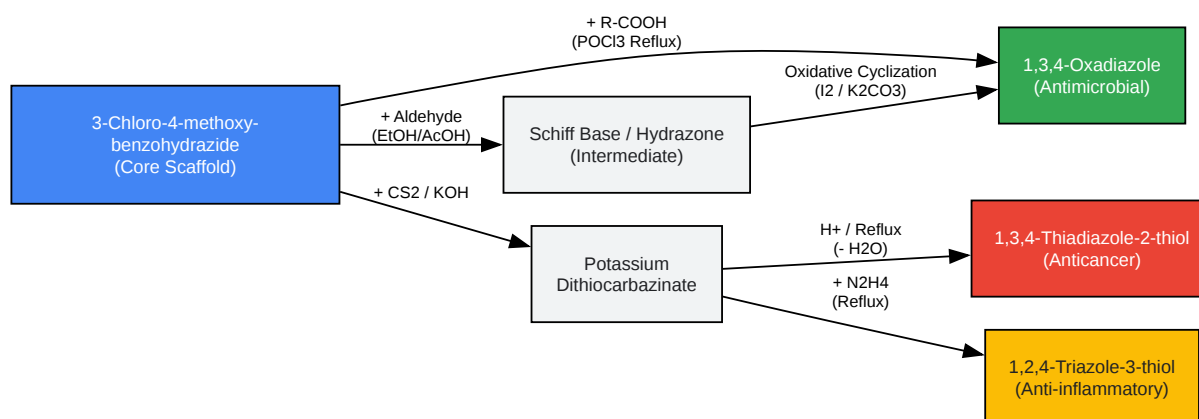 + R-COOH
(POCl3 Reflux)
1,3,4-Oxadiazole
(Antimicrobial)
Oxidative Cyclization
(I2 / K2CO3)
3-Chloro-4-methoxy-
benzohydrazide
(Core Scaffold)
+ Aldehyde
(EtOH/AcOH)
Schiff Base / Hydrazone
(Intermediate)
+ CS2 / KOH
Potassium
Dithiocarbazinate
H+ / Reflux
(- H2O)
1,3,4-Thiadiazole-2-thiol
(Anticancer)
+ N2H4
(Reflux)
1,2,4-Triazole-3-thiol
(Anti-inflammatory)